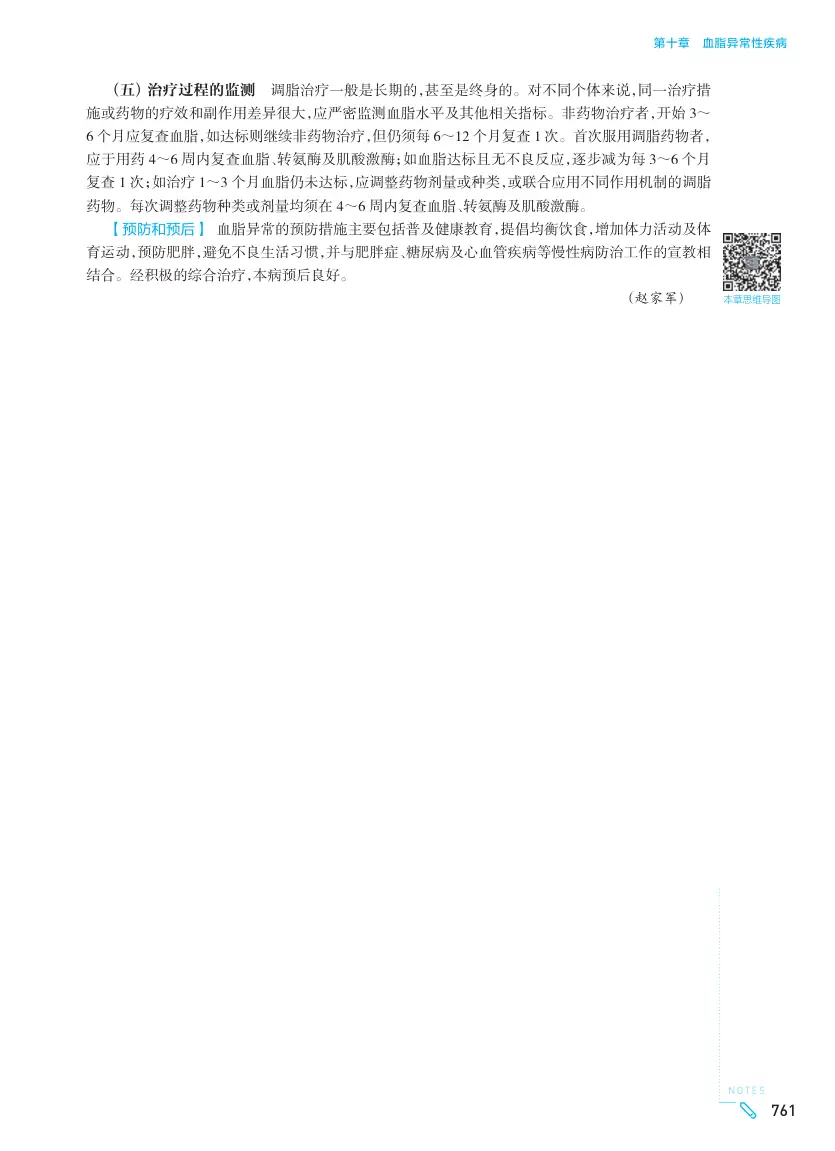 第十章 血脂异常性疾病
（五）治疗过程的监测 调脂治疗一般是长期的,甚至是终身的。对不同个体来说,同一治疗措
施或药物的疗效和副作用差异很大,应严密监测血脂水平及其他相关指标。非药物治疗者,开始 3～
6 个月应复查血脂,如达标则继续非药物治疗,但仍须每 6～12 个月复查 1 次。首次服用调脂药物者,
应于用药 4～6 周内复查血脂、转氨酶及肌酸激酶;如血脂达标且无不良反应,逐步减为每 3～6 个月
复查 1 次;如治疗 1～3 个月血脂仍未达标,应调整药物剂量或种类,或联合应用不同作用机制的调脂
药物。每次调整药物种类或剂量均须在 4～6 周内复查血脂、转氨酶及肌酸激酶。
【预防和预后】 血脂异常的预防措施主要包括普及健康教育,提倡均衡饮食,增加体力活动及体
育运动,预防肥胖,避免不良生活习惯,并与肥胖症、糖尿病及心血管疾病等慢性病防治工作的宣教相
结合。经积极的综合治疗,本病预后良好。
（赵家军）
本章思维导图
NOTES
761